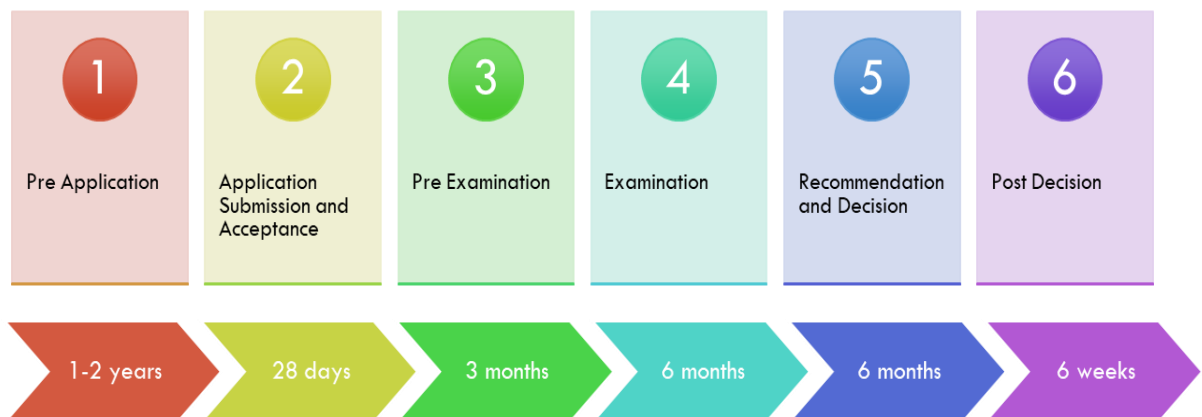 1
2
3
4
5
6
Pre Application
Application
Submission and
Acceptance
Pre Examination
Examination
Recommendation
and Decision
Post Decision
1-2 years
28 days
3 months
6 months
6 months
6 weeks